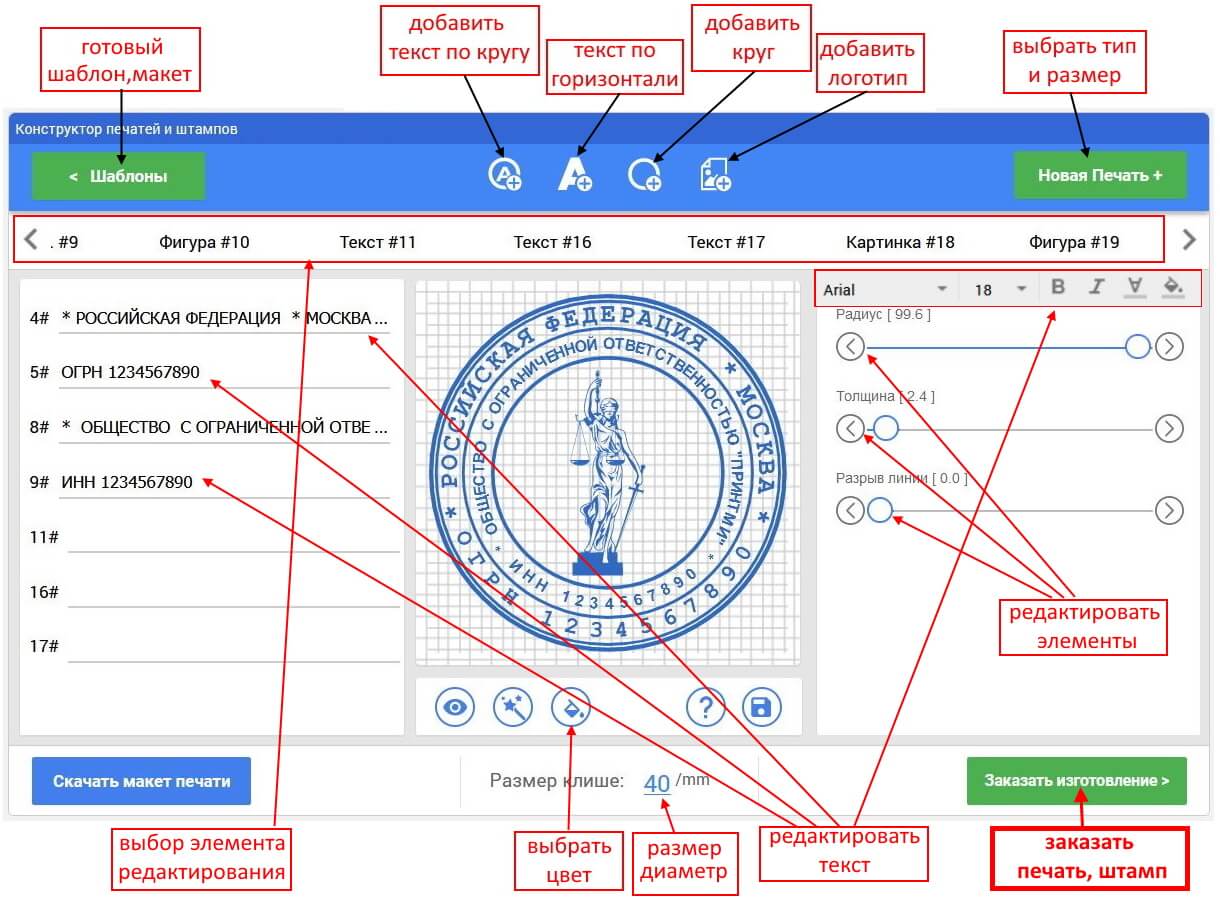 готовый
шаблон,макет
добавить
текст по кругу
текст по
горизонтали
добавить
круг
добавить
логотип
выбрать тип
и размер
Конструктор печатей и штампов
< Шаблоны
Новая Печать +
. #9 Фигура #10 Текст #11 Текст #16 Текст #17 Картинка #18 Фигура #19
4# * РОССИЙСКАЯ ФЕДЕРАЦИЯ * МОСКВА ...
5# ОГРН 1234567890
8# * ОБЩЕСТВО С ОГРАНИЧЕННОЙ ОТВЕ ...
9# ИНН 1234567890
11#
16#
17#
* РОССИЙСКАЯ ФЕДЕРАЦИЯ * МОСКВА *
ОГРН 1234567890
* ОБЩЕСТВО С ОГРАНИЧЕННОЙ ОТВЕТСТВЕННОСТЬЮ "ПРИНТМИ" *
ИНН 1234567890
Arial 18 B I A
Радиус [ 99.6 ]
Толщина [ 2.4 ]
Разрыв линии [ 0.0 ]
редактировать
элементы
?
Скачать макет печати
Размер клише: 40 /mm
Заказать изготовление >
выбор элемента
редактирования
выбрать
цвет
размер
диаметр
редактировать
текст
заказать
печать, штамп